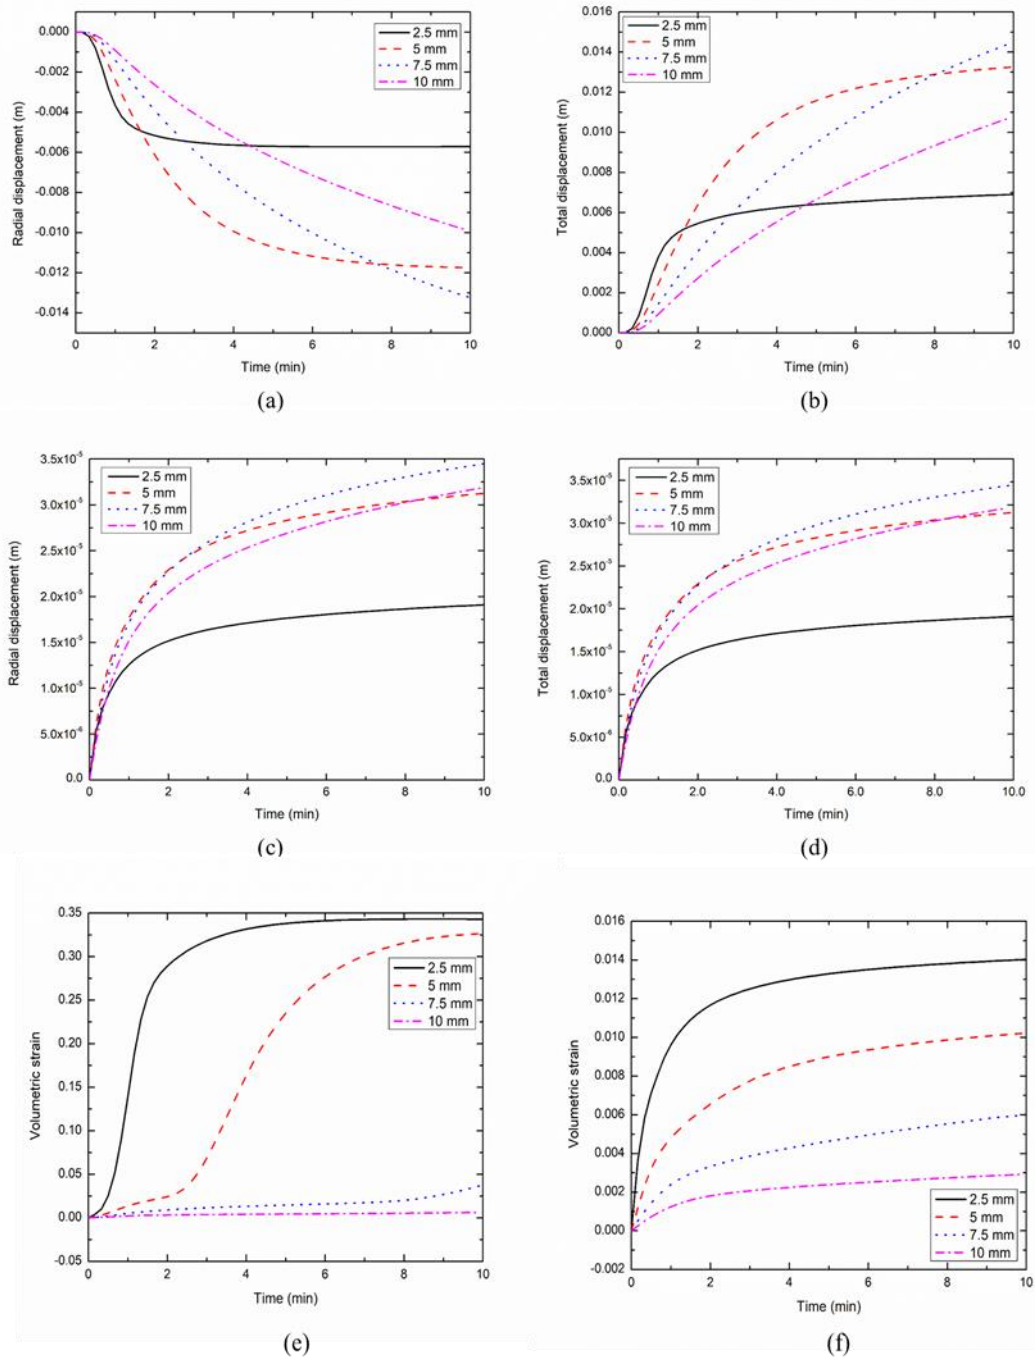 0.000
-0.002
-0.004
-0.006
-0.008
-0.010
-0.012
-0.014
Radial displacement (m)
2.5 mm
5 mm
7.5 mm
10 mm
0 2 4 6 8 10
Time (min)
(a)
0.016
0.014
0.012
0.010
0.008
0.006
0.004
0.002
0.000
Total displacement (m)
2.5 mm
5 mm
7.5 mm
10 mm
0 2 4 6 8 10
Time (min)
(b)
3.5x10⁻⁵
3.0x10⁻⁵
2.5x10⁻⁵
2.0x10⁻⁵
1.5x10⁻⁵
1.0x10⁻⁵
5.0x10⁻⁶
0.0
Radial displacement (m)
2.5 mm
5 mm
7.5 mm
10 mm
0 2 4 6 8 10
Time (min)
(c)
3.5x10⁻⁵
3.0x10⁻⁵
2.5x10⁻⁵
2.0x10⁻⁵
1.5x10⁻⁵
1.0x10⁻⁵
5.0x10⁻⁶
0.0
Total displacement (m)
2.5 mm
5 mm
7.5 mm
10 mm
0.0 2.0 4.0 6.0 8.0 10.0
Time (min)
(d)
0.35
0.30
0.25
0.20
0.15
0.10
0.05
0.00
-0.05
Volumetric strain
2.5 mm
5 mm
7.5 mm
10 mm
0 2 4 6 8 10
Time (min)
(e)
0.016
0.014
0.012
0.010
0.008
0.006
0.004
0.002
0.000
-0.002
Volumetric strain
2.5 mm
5 mm
7.5 mm
10 mm
0 2 4 6 8 10
Time (min)
(f)